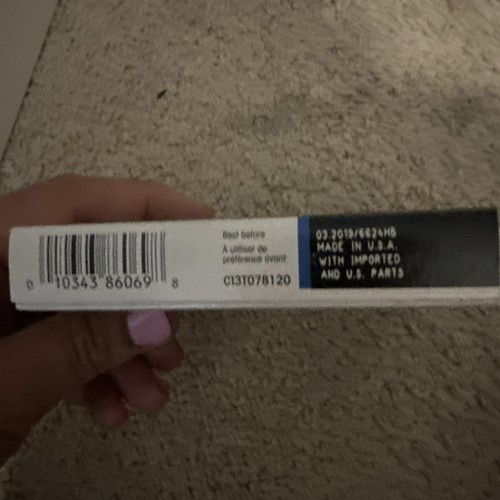 0 10343 86069 8
Best before
À utiliser de
préférence avant
C13T078120
03.2019/6624HB
MADE IN U.S.A.
WITH IMPORTED
AND U.S. PARTS